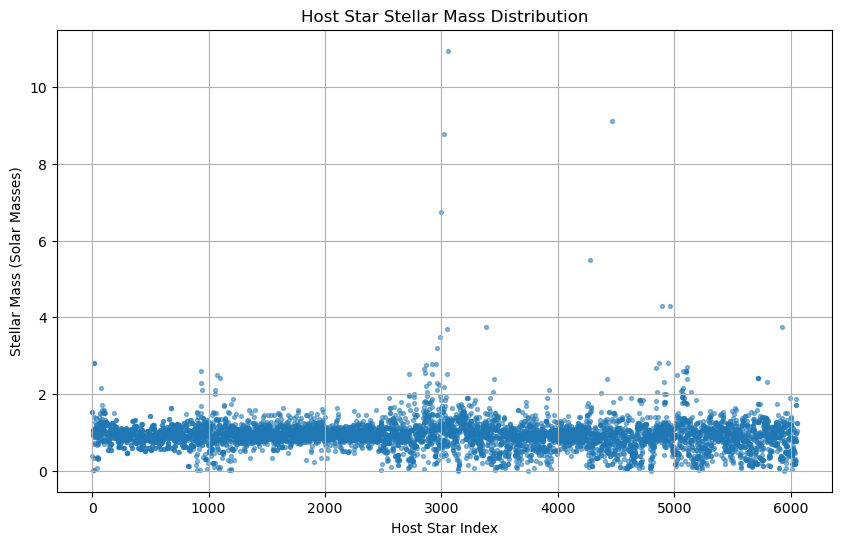 Host Star Stellar Mass Distribution
Stellar Mass (Solar Masses)
10
8
6
4
2
0
0 1000 2000 3000 4000 5000 6000
Host Star Index